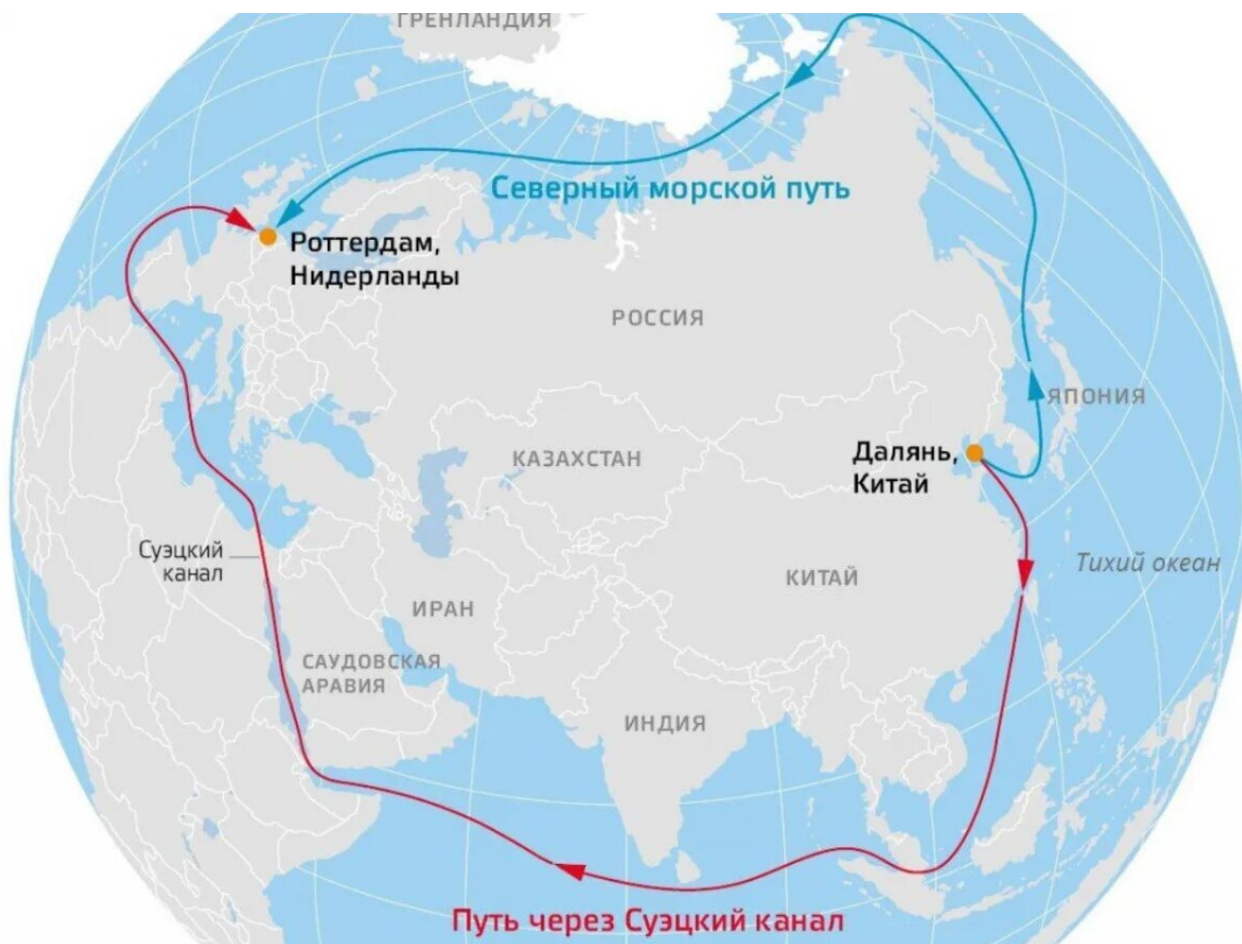 ГРЕНЛАНДИЯ
Северный морской путь
Роттердам,
Нидерланды
РОССИЯ
ЯПОНИЯ
КАЗАХСТАН
Далянь,
Китай
Суэцкий
канал
Тихий океан
КИТАЙ
ИРАН
САУДОВСКАЯ
АРАВИЯ
ИНДИЯ
Путь через Суэцкий канал